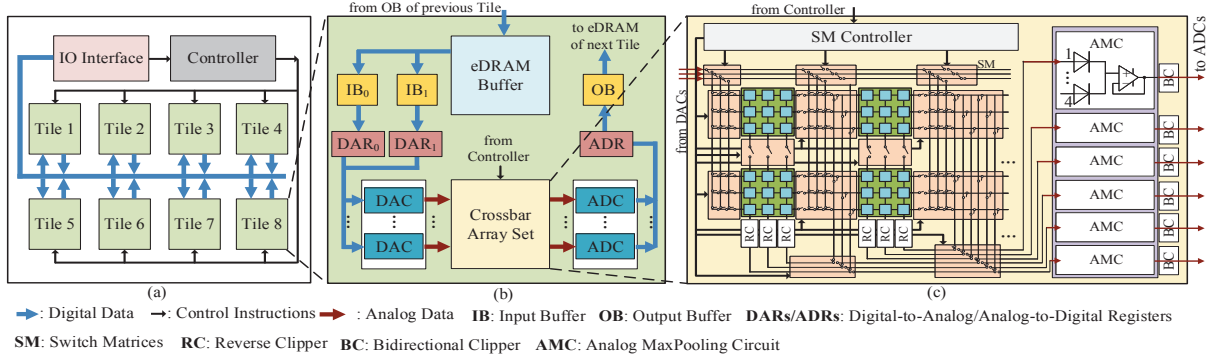 from OB of previous Tile
IO Interface
Controller
Tile 1
Tile 2
Tile 3
Tile 4
Tile 5
Tile 6
Tile 7
Tile 8
(a)
eDRAM Buffer
to eDRAM
of next Tile
IB0
IB1
OB
DAR0
DAR1
ADR
from
Controller
DAC
DAC
Crossbar
Array Set
ADC
ADC
(b)
from Controller
SM Controller
SM
from DACs
RC
RC
RC
RC
RC
RC
AMC
1
4
BC
to ADCs
AMC
BC
AMC
BC
AMC
BC
AMC
BC
AMC
BC
(c)
: Digital Data : Control Instructions : Analog Data IB: Input Buffer OB: Output Buffer DARs/ADRs: Digital-to-Analog/Analog-to-Digital Registers
SM: Switch Matrices RC: Reverse Clipper BC: Bidirectional Clipper AMC: Analog MaxPooling Circuit